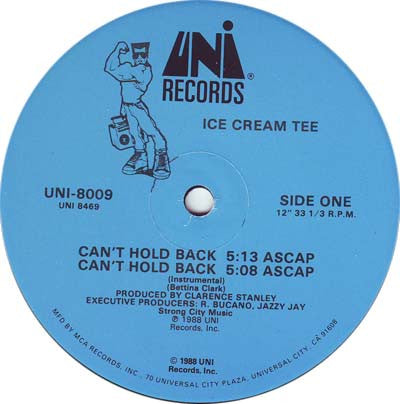 UNI®
RECORDS
ICE CREAM TEE
UNI-8009
UNI 8469
SIDE ONE
12" 33 1/3 R.P.M.
CAN'T HOLD BACK 5:13 ASCAP
CAN'T HOLD BACK 5:08 ASCAP
(Instrumental)
(Bettina Clark)
PRODUCED BY CLARENCE STANLEY
EXECUTIVE PRODUCERS: R. BUCANO, JAZZY JAY
Strong City Music
℗ 1988 UNI
Records, Inc.
© 1988 UNI
Records, Inc.
MFD BY MCA RECORDS, INC., 70 UNIVERSAL CITY PLAZA, UNIVERSAL CITY, CA 91608